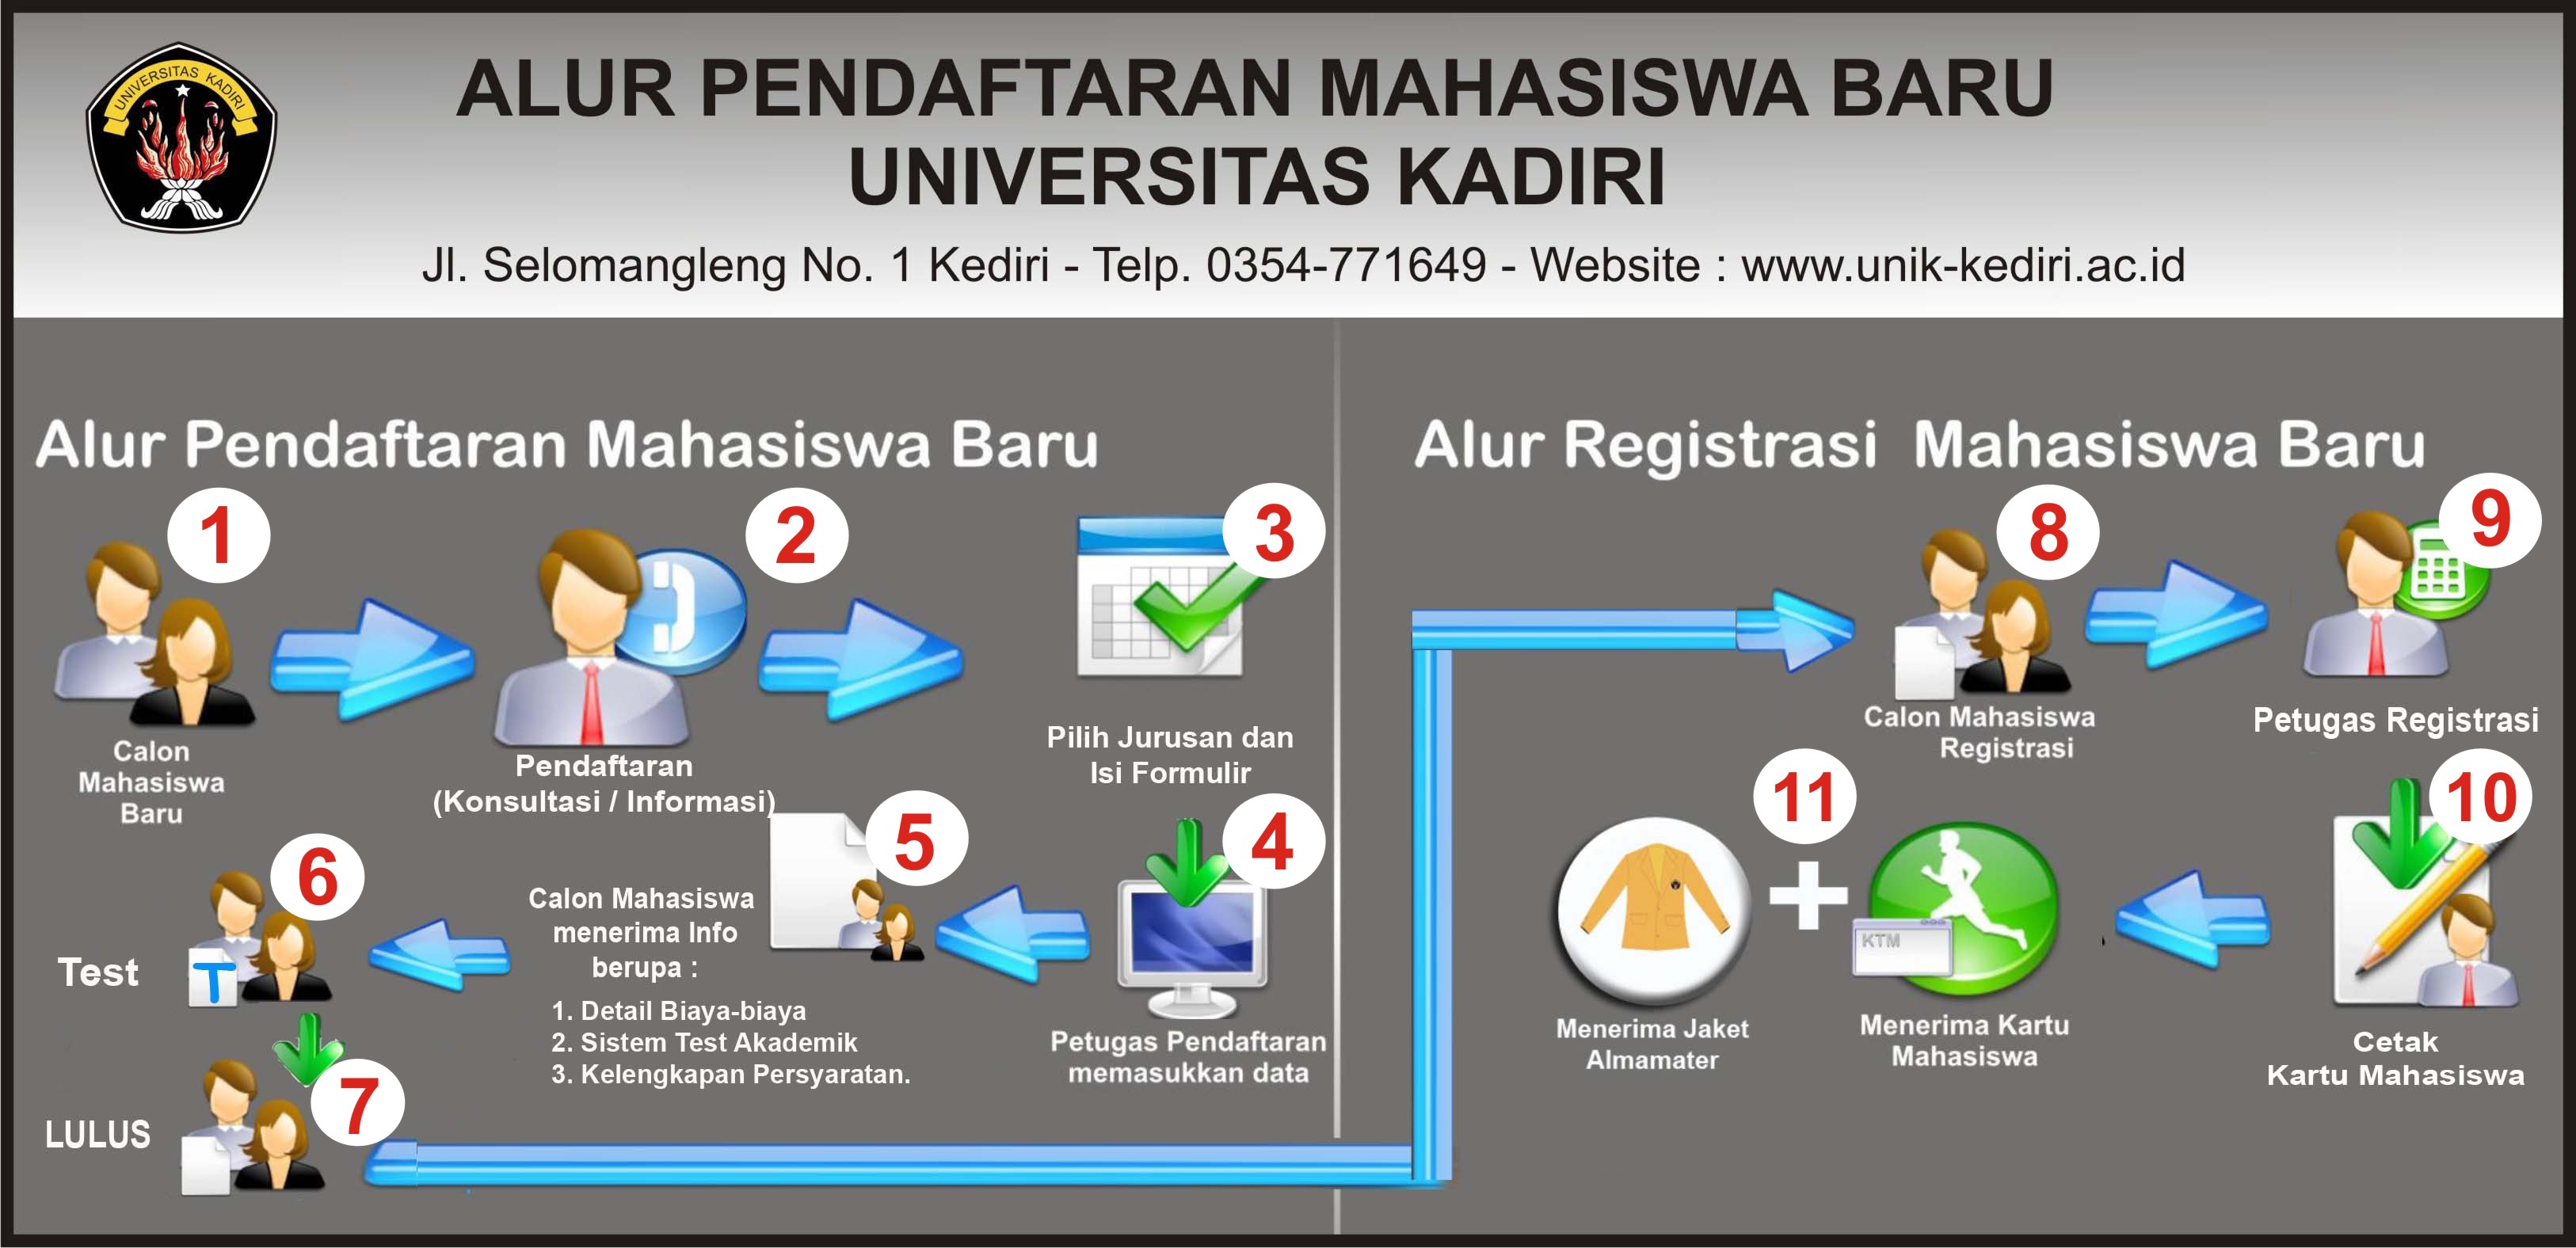 UNIVERSITAS KADIRI
ALUR PENDAFTARAN MAHASISWA BARU
UNIVERSITAS KADIRI
Jl. Selomangleng No. 1 Kediri - Telp. 0354-771649 - Website : www.unik-kediri.ac.id
Alur Pendaftaran Mahasiswa Baru
1
Calon
Mahasiswa
Baru
2
Pendaftaran
(Konsultasi / Informasi)
3
Pilih Jurusan dan
Isi Formulir
4
Petugas Pendaftaran
memasukkan data
5
Calon Mahasiswa
menerima Info
berupa :
1. Detail Biaya-biaya
2. Sistem Test Akademik
3. Kelengkapan Persyaratan.
6
Test
T
7
LULUS
Alur Registrasi Mahasiswa Baru
8
Calon Mahasiswa
Registrasi
9
Petugas Registrasi
10
Cetak
Kartu Mahasiswa
11
+
KTM
Menerima Kartu
Mahasiswa
Menerima Jaket
Almamater